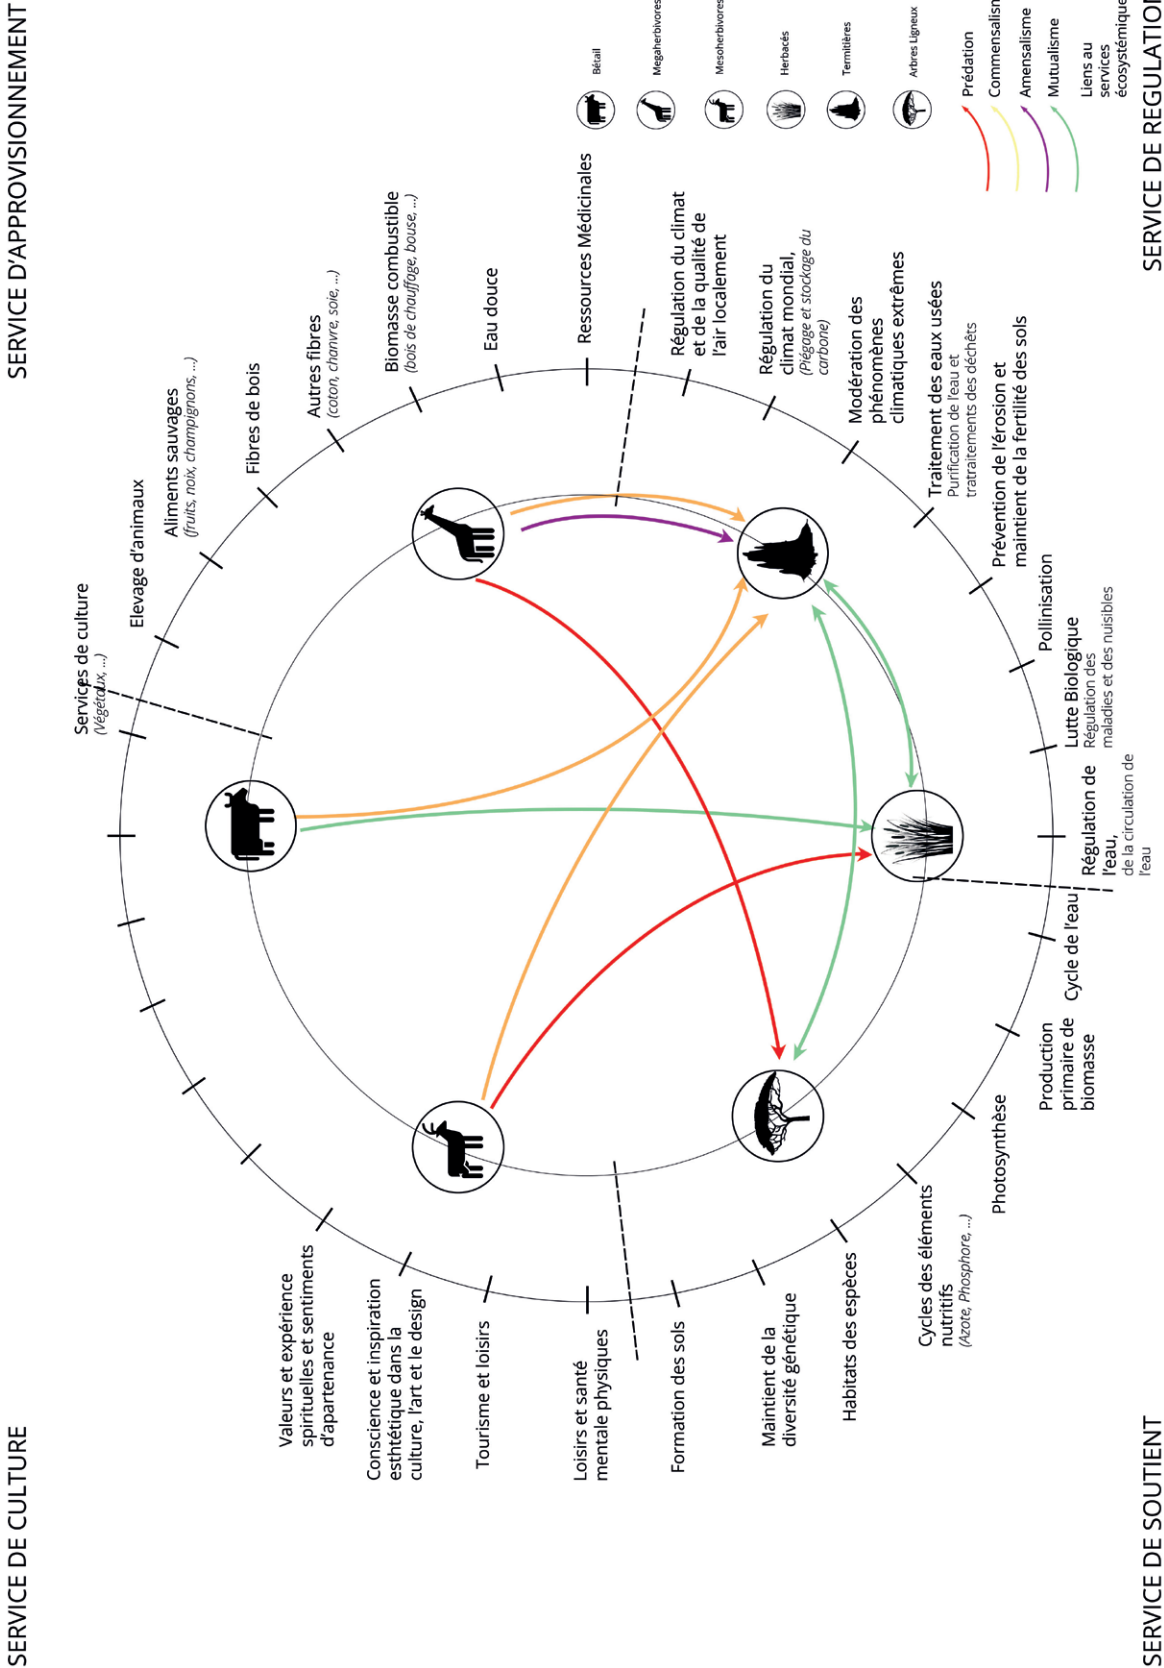 SERVICE DE CULTURE
SERVICE D'APPROVISIONNEMENT
Services de culture
(Végétaux, ...)
Elevage d'animaux
Aliments sauvages
(fruits, noix, champignons, ...)
Fibres de bois
Autres fibres
(coton, chanvre, soie, ...)
Biomasse combustible
(bois de chauffage, bouse, ...)
Eau douce
Ressources Médicinales
Régulation du climat
et de la qualité de
l'air localement
Régulation du
climat mondial,
(Piégeage et stockage du
carbone)
Modération des
phénomènes
climatiques extrêmes
Traitement des eaux usées
Purification de l'eau et
tratraitements des déchêts
Prévention de l'érosion et
maintient de la fertilité des sols
Pollinisation
Lutte Biologique
Régulation des
maladies et des nuisibles
Régulation de
l'eau,
de la circulation de
l'eau
Cycle de l'eau
Production
primaire de
biomasse
Photosynthèse
Cycles des éléments
nutritifs
(Azote, Phosphore, ...)
Habitats des espèces
Maintient de la
diversité génétique
Formation des sols
Loisirs et santé
mentale physiques
Tourisme et loisirs
Conscience et inspiration
esthtétique dans la
culture, l'art et le design
Valeurs et expérience
spirituelles et sentiments
d'apartenance
Bétail
Megaherbivores
Mesoherbivores
Herbacés
Termitières
Arbres Ligneux
Prédation
Commensalism
Amensalisme
Mutualisme
Liens au
services
écosystémique
SERVICE DE SOUTIENT
SERVICE DE REGULATION